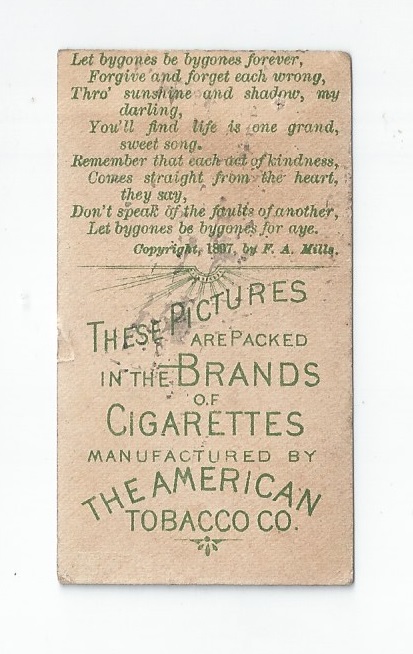 Let bygones be bygones forever,
Forgive and forget each wrong,
Thro' sunshine and shadow, my
darling,
You'll find life is one grand,
sweet song.
Remember that each act of kindness,
Comes straight from the heart,
they say,
Don't speak of the faults of another,
Let bygones be bygones for aye.
Copyright, 1897, by F. A. Mills.
THESE PICTURES
ARE PACKED
IN THE BRANDS
OF
CIGARETTES
MANUFACTURED BY
THE AMERICAN
TOBACCO CO.